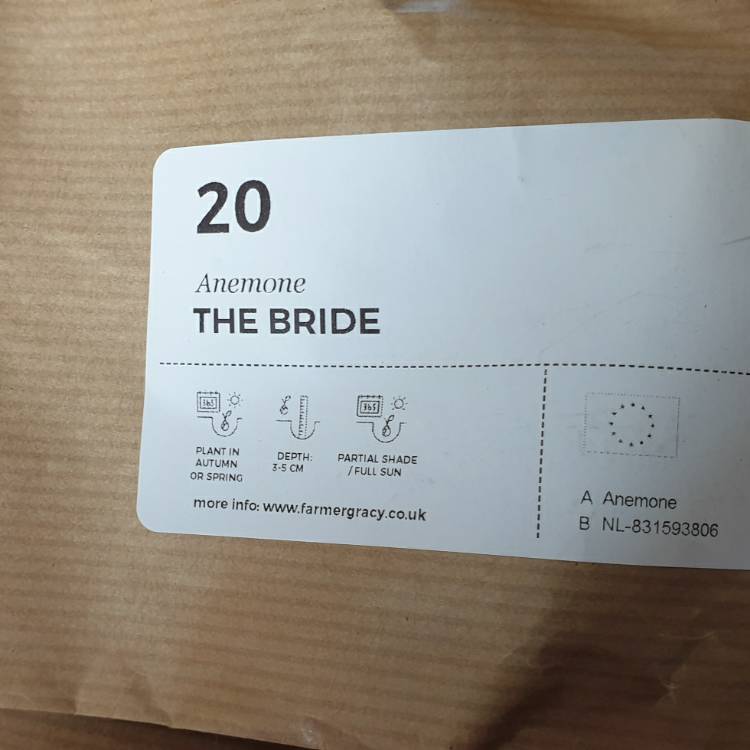 20
Anemone
THE BRIDE
365
365
PLANT IN
AUTUMN
OR SPRING
DEPTH:
3-5 CM
PARTIAL SHADE
/ FULL SUN
more info: www.farmergracy.co.uk
A Anemone
B NL-831593806